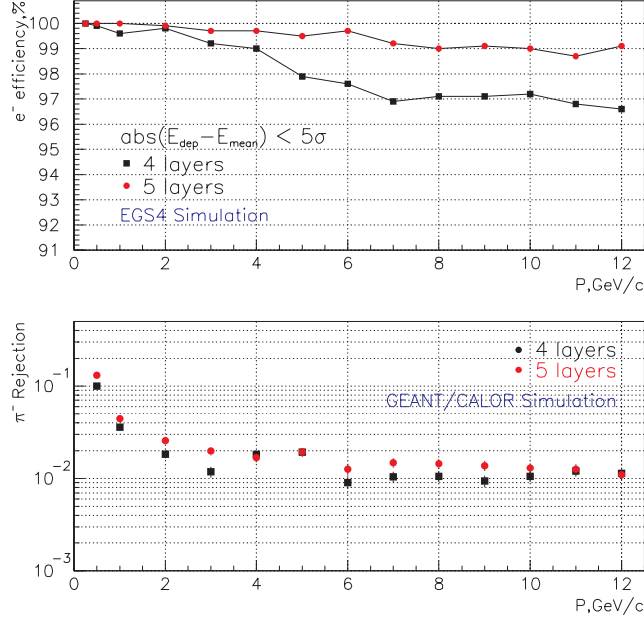 e⁻ efficiency,%
100
99
98
97
96
95
94
93
92
91
abs(E_dep−E_mean) < 5σ
4 layers
5 layers
EGS4 Simulation
0 2 4 6 8 10 12
P,GeV/c
π⁻ Rejection
4 layers
5 layers
GEANT/CALOR Simulation
10⁻¹
10⁻²
10⁻³
0 2 4 6 8 10 12
P,GeV/c